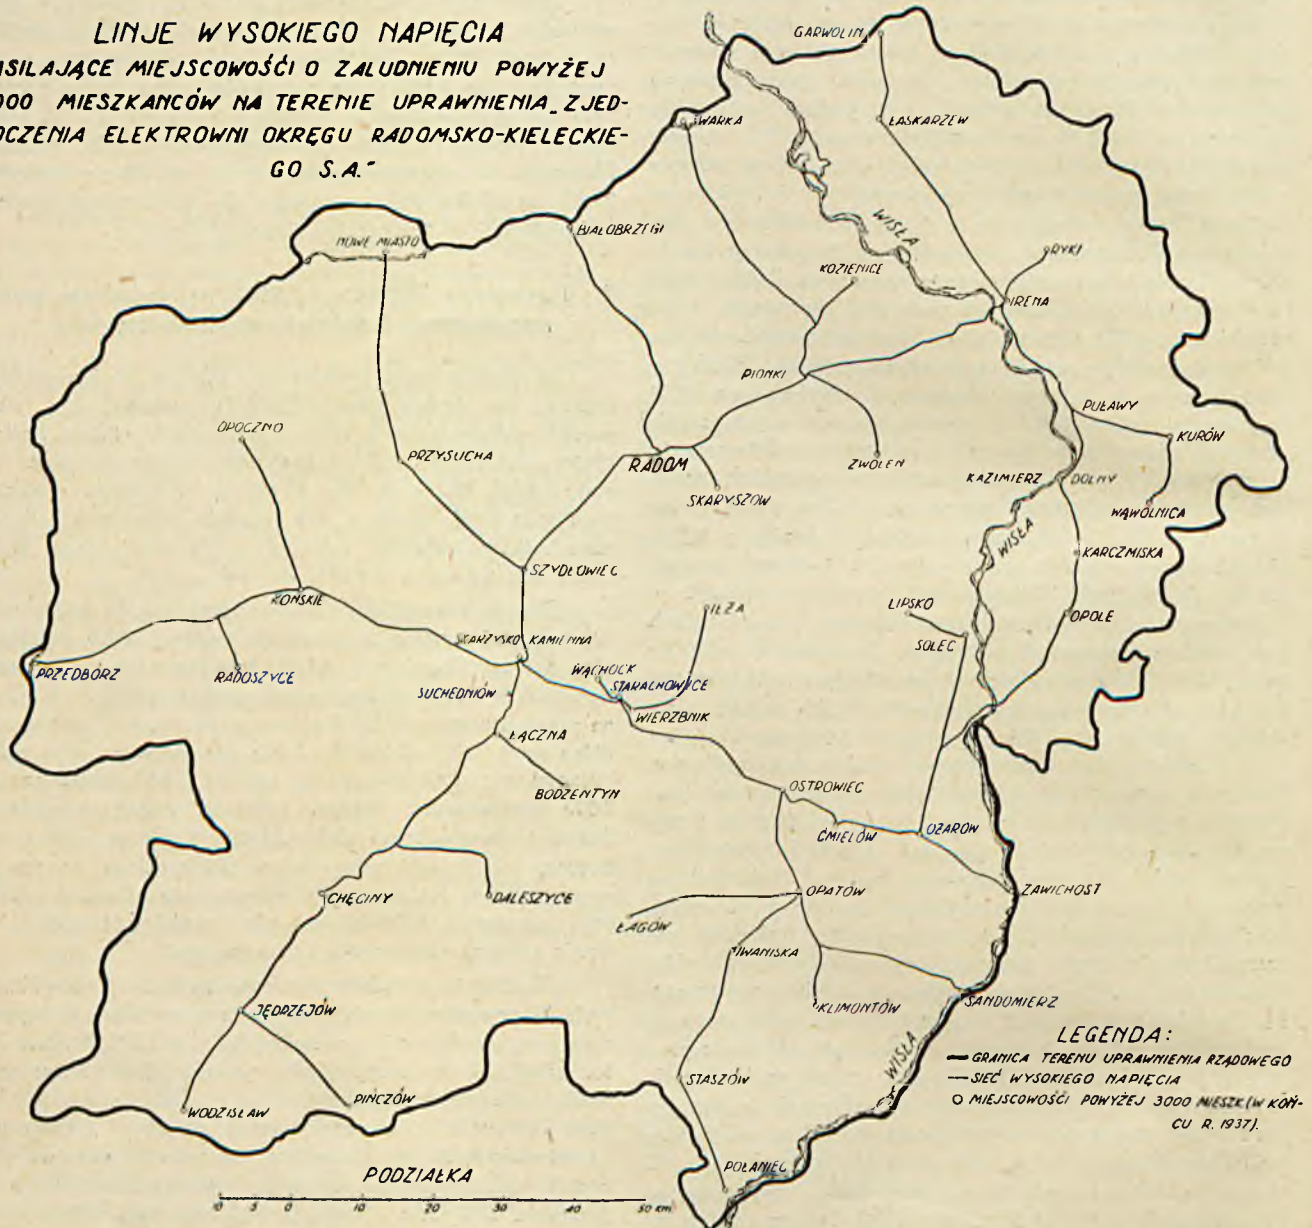 LINJE WYSOKIEGO NAPIĘCIA
ASILAJĄCE MIEJSCOWOŚĆI O ZALUDNIENIU POWYŻEJ
000 MIESZKANCÓW NA TERENIE UPRAWNIENIA „ZJED-
OCZENIA ELEKTROWNI OKRĘGU RADOMSKO-KIELECKIE-
GO S.A."
GARWOLIN
WARKA
ŁASKARZEW
WISŁA
BIAŁOBRZEGI
NOWE MIASTO
KOZIENICE
RYKI
IRENA
PIONKI
PUŁAWY
KURÓW
OPOCZNO
PRZYSUCHA
RADOM
ZWOLEŃ
SKARYSZÓW
KAZIMIERZ DOLNY
WĄWOLNICA
WISŁA
KARCZMISKA
SZYDŁOWIEC
KOŃSKIE
IŁŻA
LIPSKO
OPOLE
SOLEC
SKARŻYSKO KAMIENNA
PRZEDBÓRZ
RADOSZYCE
WĄCHOCK
SUCHEDNIÓW
STARACHOWICE
WIERZBNIK
ŁĄCZNA
BODZENTYN
OSTROWIEC
ĆMIELÓW
OŻARÓW
CHĘCINY
DALESZYCE
OPATÓW
ZAWICHOST
ŁAGÓW
IWANISKA
KLIMONTÓW
SANDOMIERZ
JĘDRZEJÓW
WISŁA
STASZÓW
WODZISŁAW
PIŃCZÓW
POŁANIEC
LEGENDA:
GRANICA TERENU UPRAWNIENIA RZĄDOWEGO
SIEĆ WYSOKIEGO NAPIĘCIA
MIEJSCOWOŚCI POWYŻEJ 3000 MIESZK (W KOŃ-
CU R. 1937).
PODZIAŁKA
10 5 0 10 20 30 40 50 km